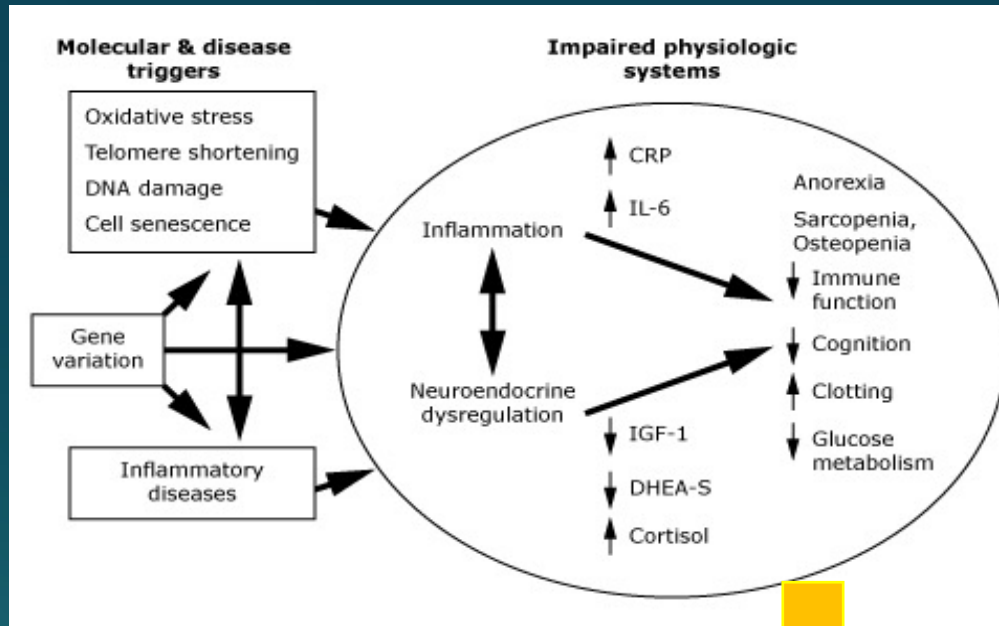 Molecular & disease
triggers
Oxidative stress
Telomere shortening
DNA damage
Cell senescence
Gene
variation
Inflammatory
diseases
Impaired physiologic
systems
CRP
IL-6
Inflammation
Neuroendocrine
dysregulation
IGF-1
DHEA-S
Cortisol
Anorexia
Sarcopenia,
Osteopenia
Immune
function
Cognition
Clotting
Glucose
metabolism